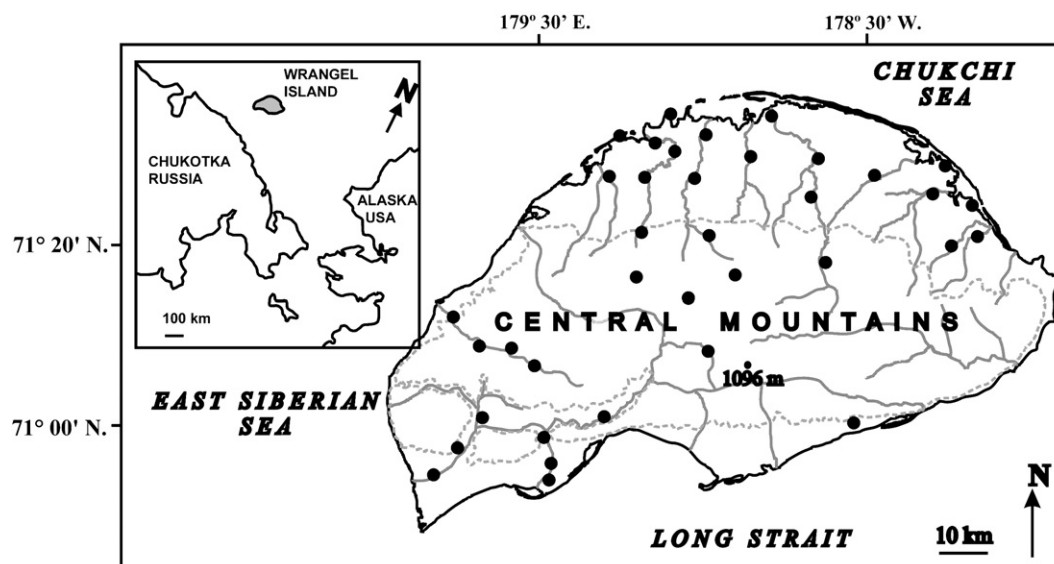 179º 30’ E.
178º 30’ W.
CHUKCHI
SEA
WRANGEL
ISLAND
N
CHUKOTKA
RUSSIA
ALASKA
USA
100 km
71° 20’ N.
CENTRAL MOUNTAINS
1096 m
EAST SIBERIAN
SEA
71° 00’ N.
LONG STRAIT
N
10 km